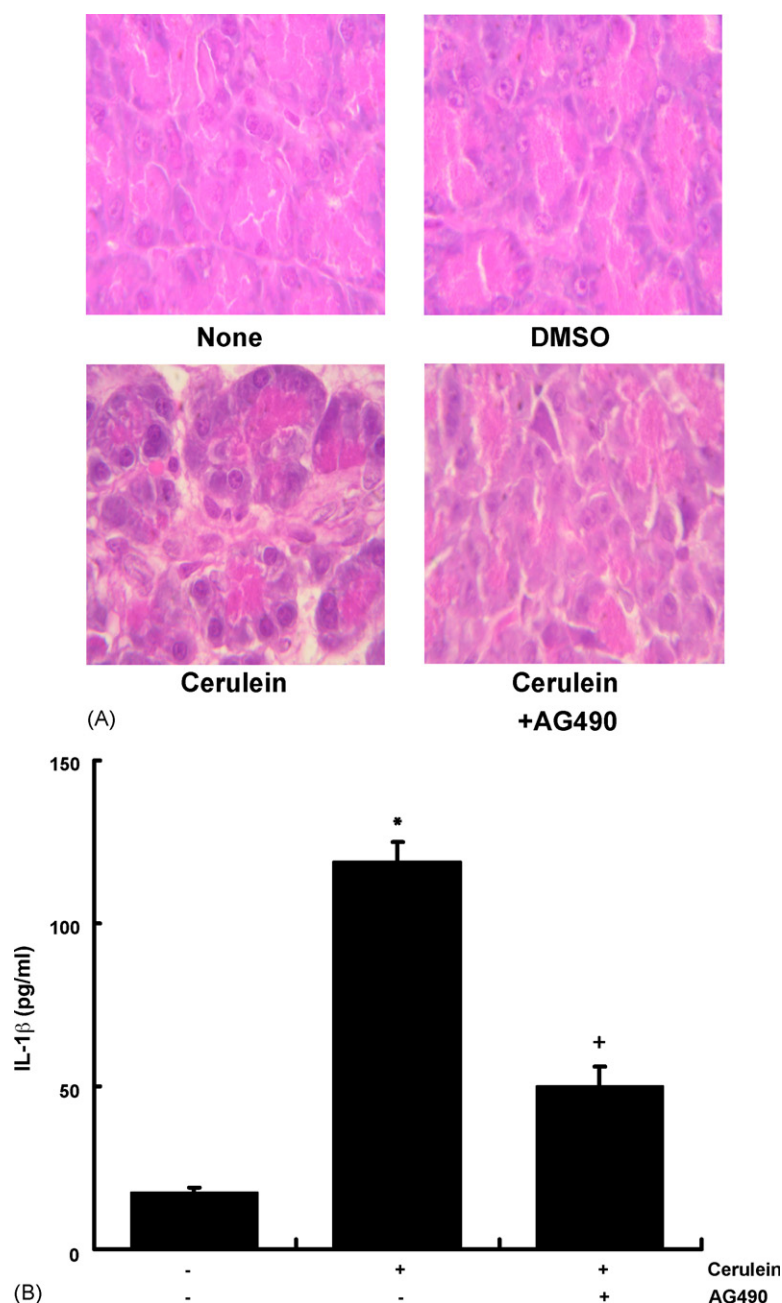 None
DMSO
Cerulein
Cerulein
+AG490
(A)
150
*
100
+
50
0
IL-1β (pg/ml)
- + + Cerulein
- - + AG490
(B)